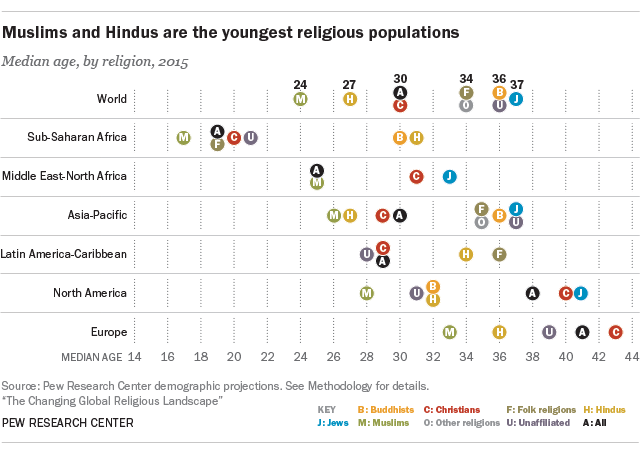 Muslims and Hindus are the youngest religious populations
Median age, by religion, 2015
24 27 30 34 36 37
A F B
World M H C O U J
A
Sub-Saharan Africa M F C U B H
A
Middle East-North Africa M C J
F J
Asia-Pacific M H C A O B U
C
Latin America-Caribbean U A H F
B
North America M U H A C J
Europe M H U A C
MEDIAN AGE 14 16 18 20 22 24 26 28 30 32 34 36 38 40 42 44
Source: Pew Research Center demographic projections. See Methodology for details.
“The Changing Global Religious Landscape”
KEY B: Buddhists C: Christians F: Folk religions H: Hindus
J: Jews M: Muslims O: Other religions U: Unaffiliated A: All
PEW RESEARCH CENTER